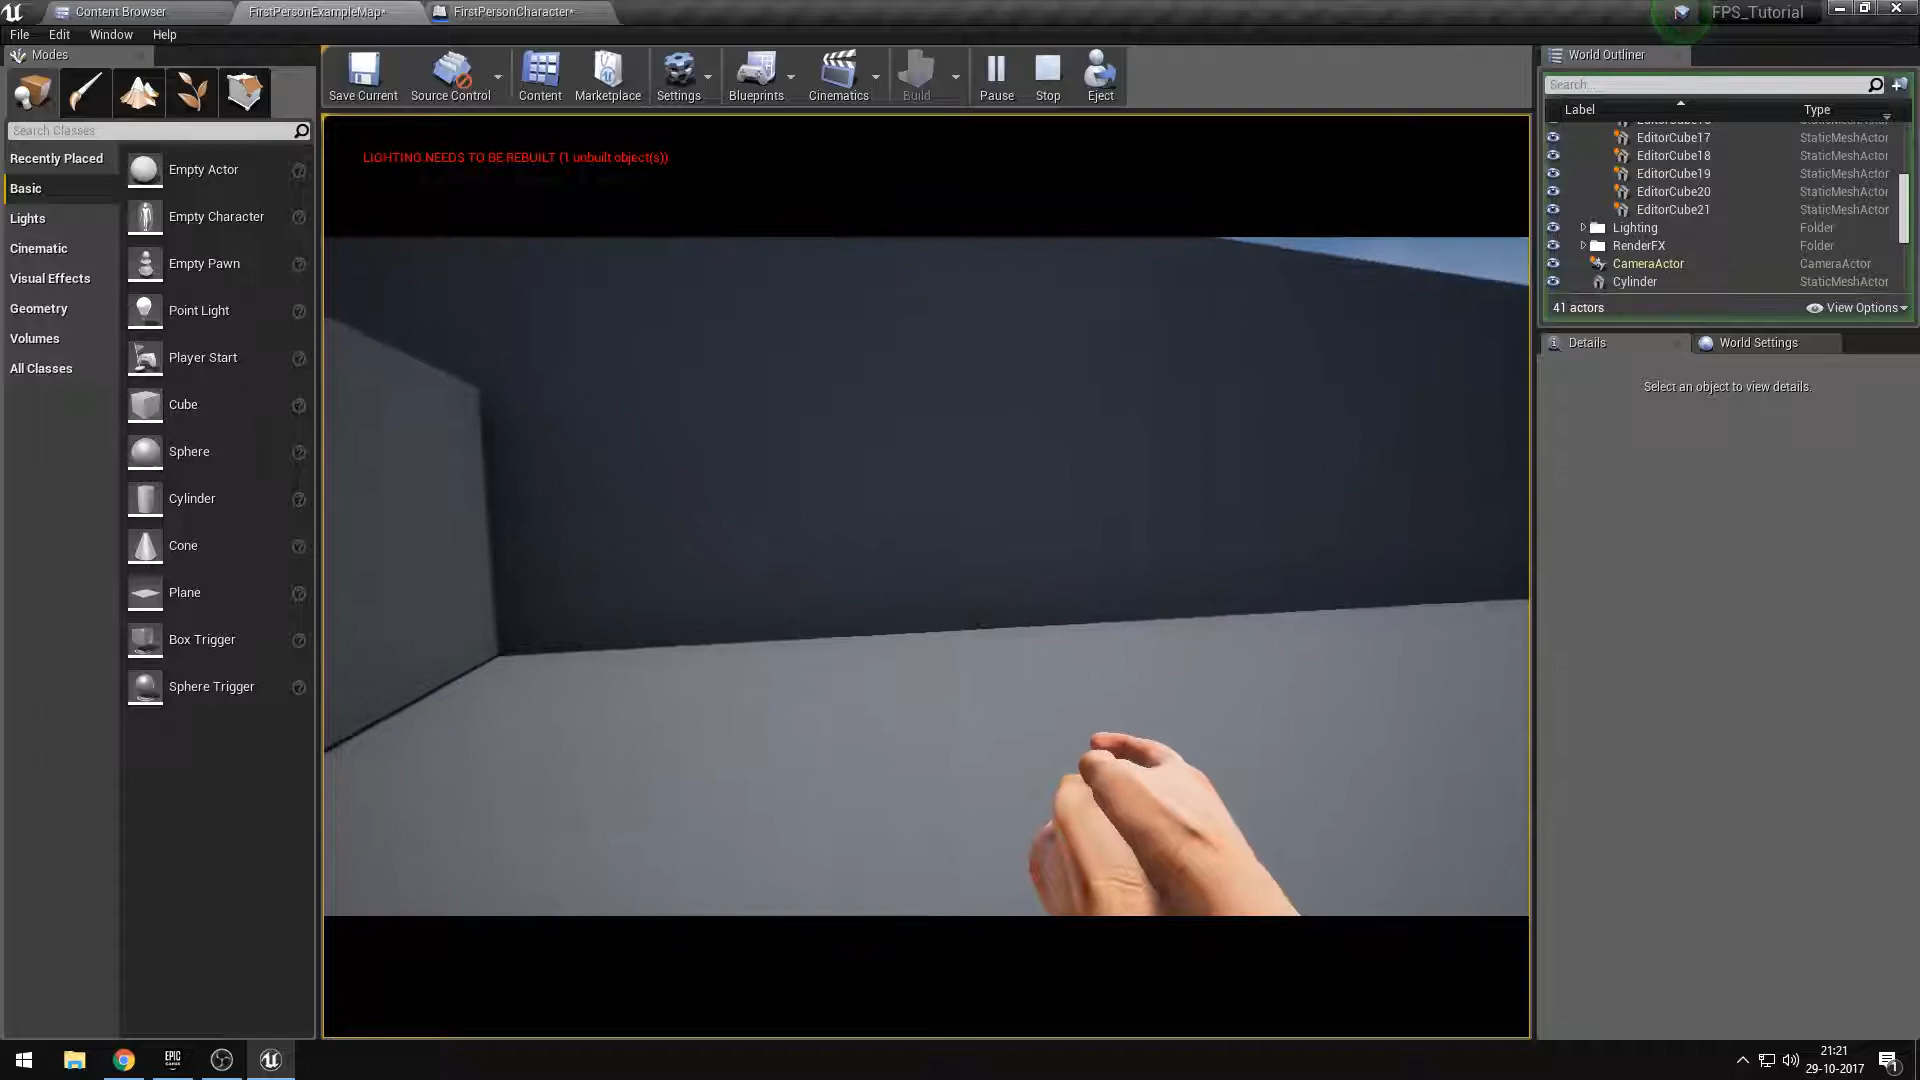 Content Browser
FirstPersonExampleMap*
FirstPersonCharacter*
FPS_Tutorial
File
Edit
Window
Help
Modes
World Outliner
Save Current
Source Control
Content
Marketplace
Settings
Blueprints
Cinematics
Build
Pause
Stop
Eject
Search Classes
Recently Placed
Basic
Lights
Cinematic
Visual Effects
Geometry
Volumes
All Classes
Empty Actor
Empty Character
Empty Pawn
Point Light
Player Start
Cube
Sphere
Cylinder
Cone
Plane
Box Trigger
Sphere Trigger
LIGHTING NEEDS TO BE REBUILT (1 unbuilt object(s))
Search...
Label Type
EditorCube17 StaticMeshActor
EditorCube18 StaticMeshActor
EditorCube19 StaticMeshActor
EditorCube20 StaticMeshActor
EditorCube21 StaticMeshActor
Lighting Folder
RenderFX Folder
CameraActor CameraActor
Cylinder StaticMeshActor
41 actors View Options
Details
World Settings
Select an object to view details.
EPIC
GAMES
21:21
29-10-2017
1